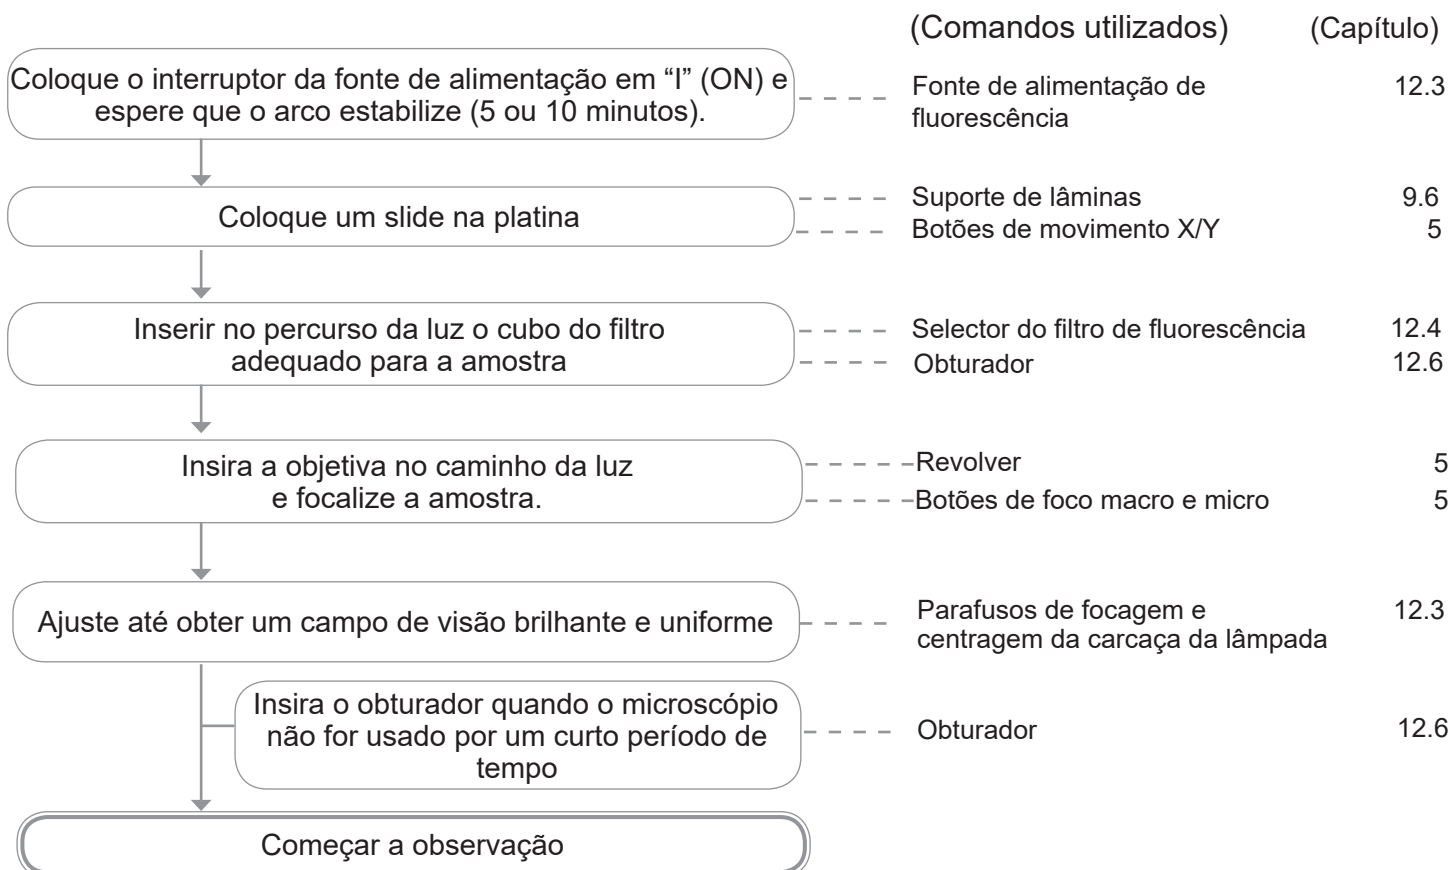 (Comandos utilizados) (Capítulo)
Coloque o interruptor da fonte de alimentação em “I” (ON) e
espere que o arco estabilize (5 ou 10 minutos).
Fonte de alimentação de 12.3
fluorescência
Coloque um slide na platina
Suporte de lâminas 9.6
Botões de movimento X/Y 5
Inserir no percurso da luz o cubo do filtro
adequado para a amostra
Selector do filtro de fluorescência 12.4
Obturador 12.6
Insira a objetiva no caminho da luz
e focalize a amostra.
Revolver 5
Botões de foco macro e micro 5
Ajuste até obter um campo de visão brilhante e uniforme
Parafusos de focagem e 12.3
centragem da carcaça da lâmpada
Insira o obturador quando o microscópio
não for usado por um curto período de
tempo
Obturador 12.6
Começar a observação